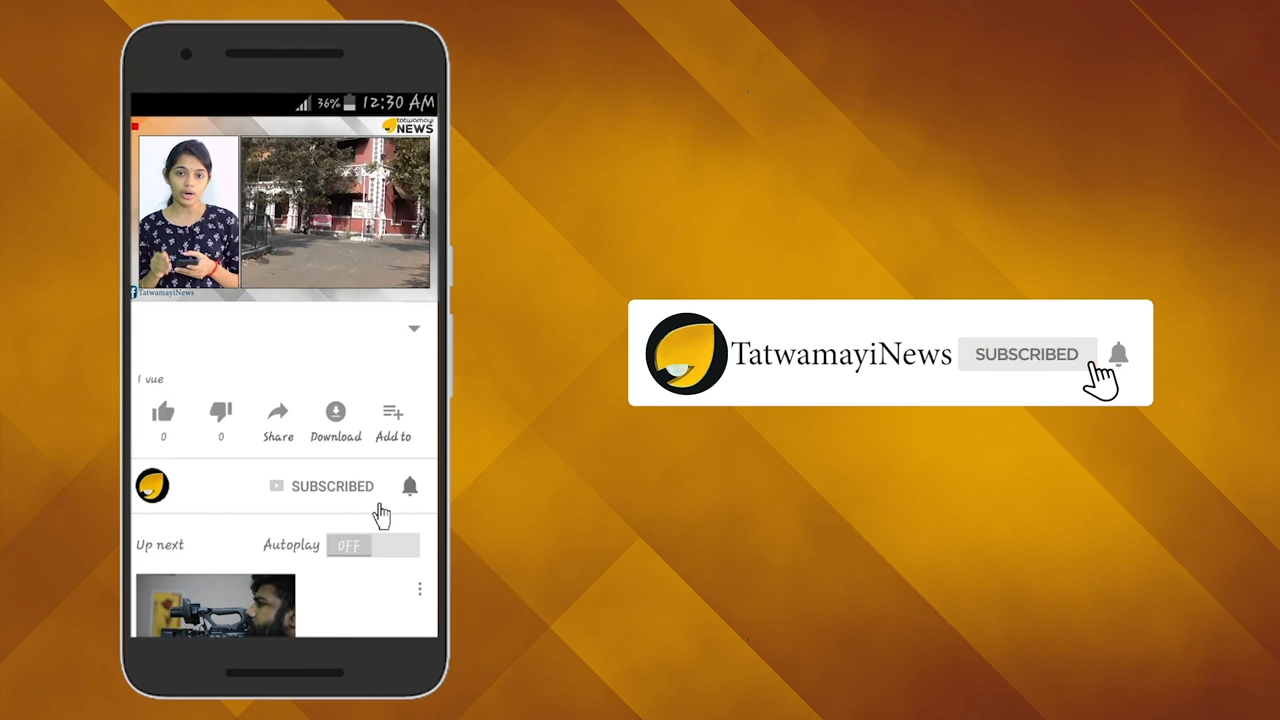 36% 12:30 AM
tatwamayi
NEWS
TatwamayiNews
1 vue
0 0 Share Download Add to
SUBSCRIBED
Up next Autoplay OFF
TatwamayiNews SUBSCRIBED